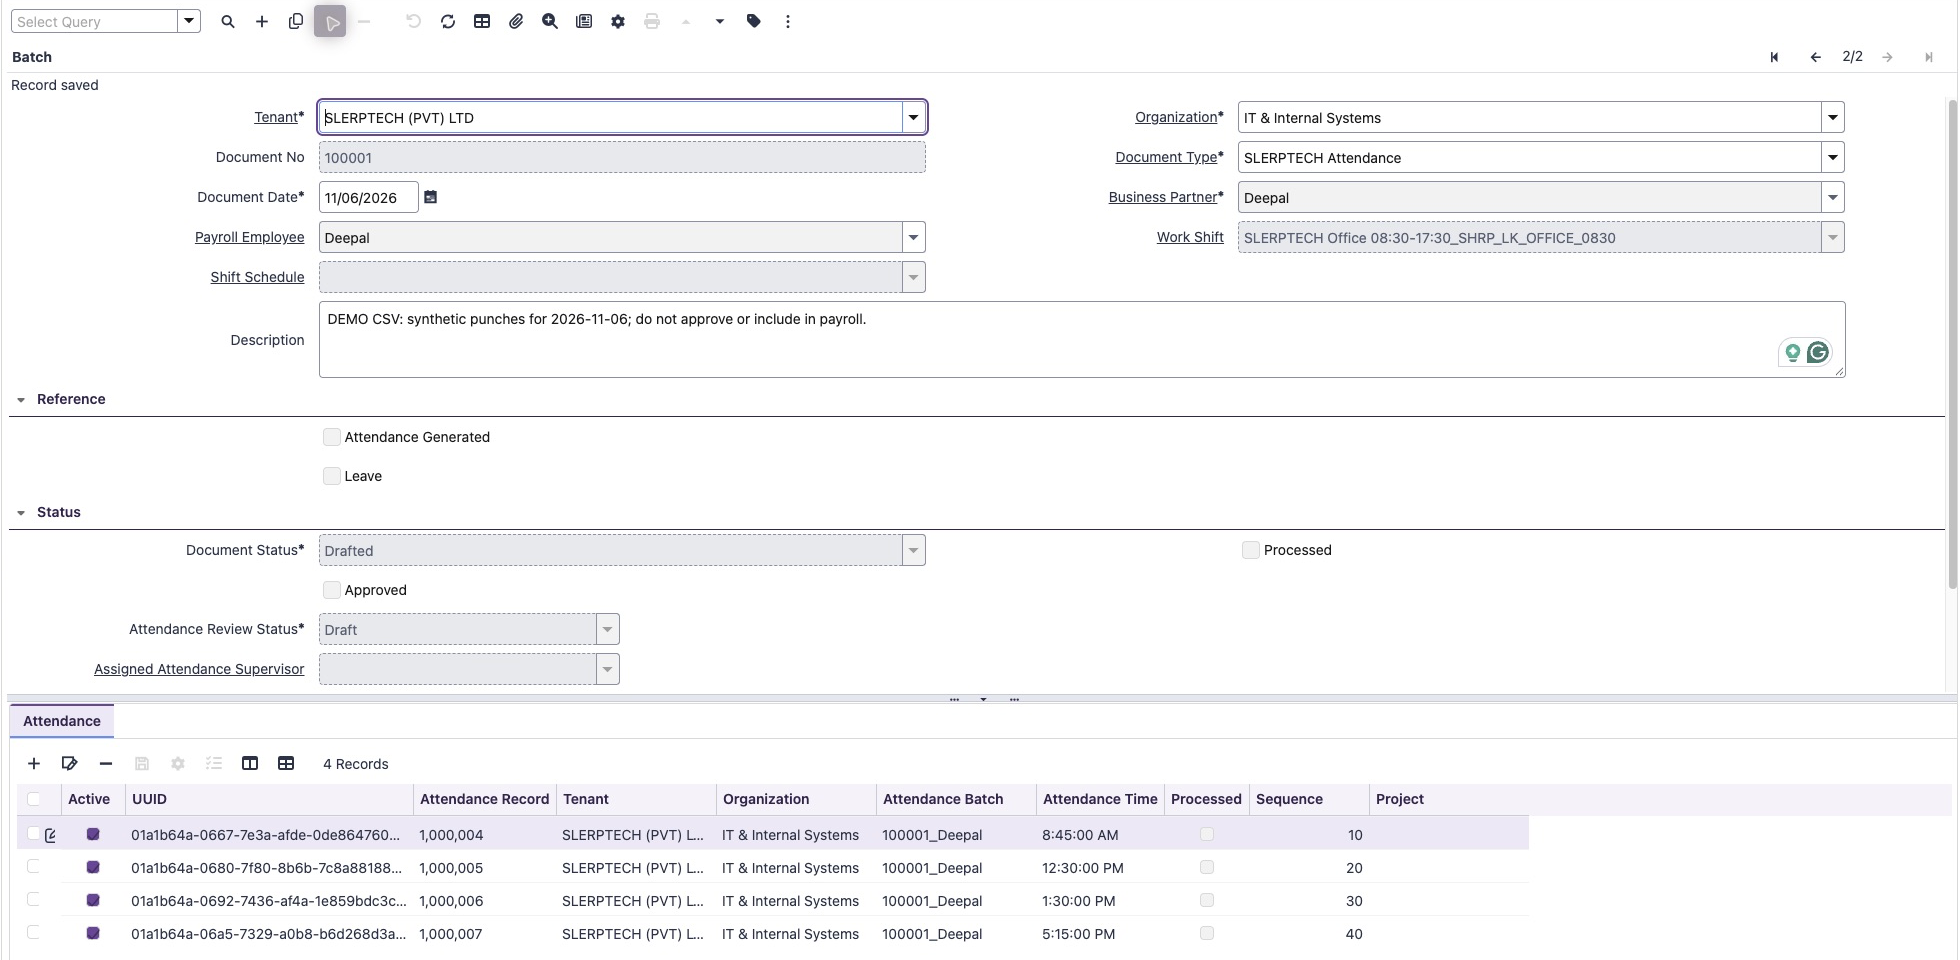 Select Query
Batch
2/2
Record saved
Tenant* SLERPTECH (PVT) LTD Organization* IT & Internal Systems
Document No 100001 Document Type* SLERPTECH Attendance
Document Date* 11/06/2026 Business Partner* Deepal
Payroll Employee Deepal Work Shift SLERPTECH Office 08:30-17:30_SHRP_LK_OFFICE_0830
Shift Schedule
Description DEMO CSV: synthetic punches for 2026-11-06; do not approve or include in payroll.
Reference
Attendance Generated
Leave
Status
Document Status* Drafted Processed
Approved
Attendance Review Status* Draft
Assigned Attendance Supervisor
Attendance
4 Records
Active UUID Attendance Record Tenant Organization Attendance Batch Attendance Time Processed Sequence Project
01a1b64a-0667-7e3a-afde-0de864760... 1,000,004 SLERPTECH (PVT) L... IT & Internal Systems 100001_Deepal 8:45:00 AM 10
01a1b64a-0680-7f80-8b6b-7c8a88188... 1,000,005 SLERPTECH (PVT) L... IT & Internal Systems 100001_Deepal 12:30:00 PM 20
01a1b64a-0692-7436-af4a-1e859bdc3c... 1,000,006 SLERPTECH (PVT) L... IT & Internal Systems 100001_Deepal 1:30:00 PM 30
01a1b64a-06a5-7329-a0b8-b6d268d3a... 1,000,007 SLERPTECH (PVT) L... IT & Internal Systems 100001_Deepal 5:15:00 PM 40